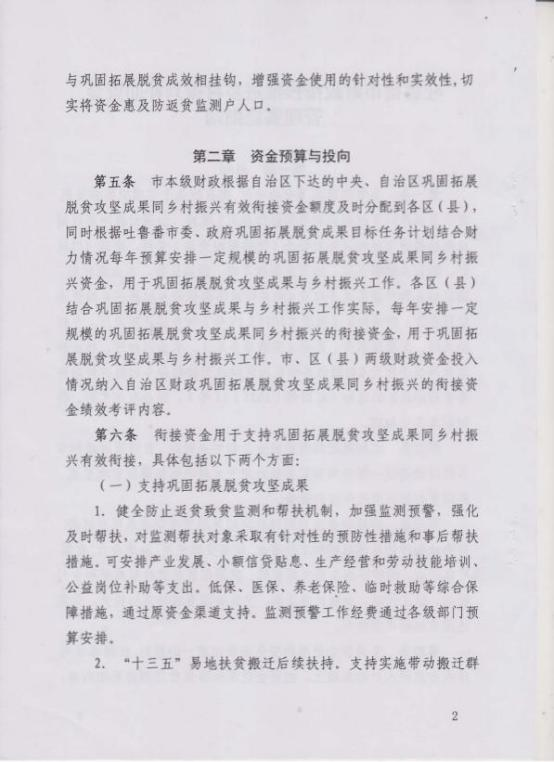 与巩固拓展脱贫成效相挂钩，增强资金使用的针对性和实效性，切
实将资金惠及防返贫监测户人口。
第二章 资金预算与投向
第五条 市本级财政根据自治区下达的中央、自治区巩固拓展
脱贫攻坚成果同乡村振兴有效衔接资金额度及时分配到各区（县），
同时根据吐鲁番市委、政府巩固拓展脱贫成果目标任务计划结合财
力情况每年预算安排一定规模的巩固拓展脱贫攻坚成果同乡村振
兴资金，用于巩固拓展脱贫攻坚成果与乡村振兴工作。各区（县）
结合巩固拓展脱贫攻坚成果与乡村振兴工作实际，每年安排一定
规模的巩固拓展脱贫攻坚成果同乡村振兴的衔接资金，用于巩固拓
展脱贫攻坚成果与乡村振兴工作。市、区（县）两级财政资金投入
情况纳入自治区财政巩固拓展脱贫攻坚成果同乡村振兴的衔接资
金绩效考评内容。
第六条 衔接资金用于支持巩固拓展脱贫攻坚成果同乡村振
兴有效衔接，具体包括以下两个方面：
（一）支持巩固拓展脱贫攻坚成果
1. 健全防止返贫致贫监测和帮扶机制，加强监测预警，强化
及时帮扶，对监测帮扶对象采取有针对性的预防性措施和事后帮扶
措施。可安排产业发展、小额信贷贴息、生产经营和劳动技能培训、
公益岗位补助等支出。低保、医保、养老保险、临时救助等综合保
障措施，通过原资金渠道支持。监测预警工作经费通过各级部门预
算安排。
2. “十三五”易地扶贫搬迁后续扶持。支持实施带动搬迁群
2